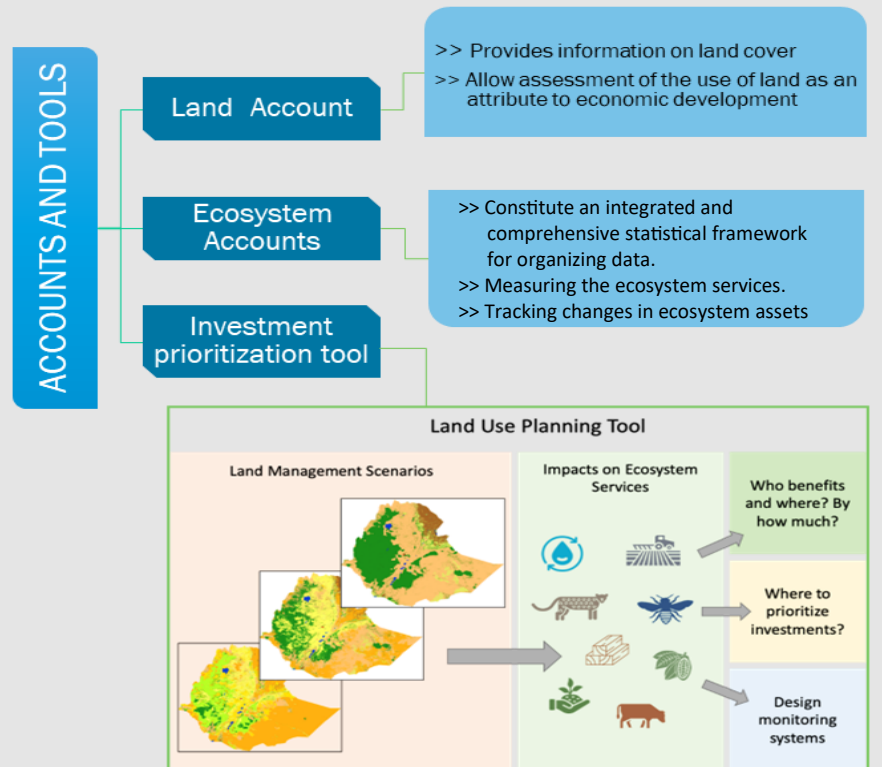 ACCOUNTS AND TOOLS
Land Account
>> Provides information on land cover
>> Allow assessment of the use of land as an
attribute to economic development
Ecosystem
Accounts
>> Constitute an integrated and
comprehensive statistical framework
for organizing data.
>> Measuring the ecosystem services.
>> Tracking changes in ecosystem assets
Investment
prioritization tool
Land Use Planning Tool
Land Management Scenarios
Impacts on Ecosystem
Services
Who benefits
and where? By
how much?
Where to
prioritize
investments?
Design
monitoring
systems